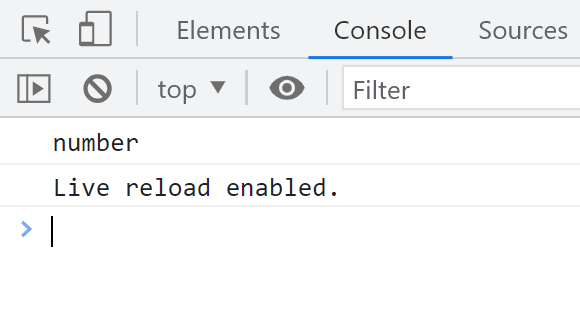 Elements Console Sources
top Filter
number
Live reload enabled.